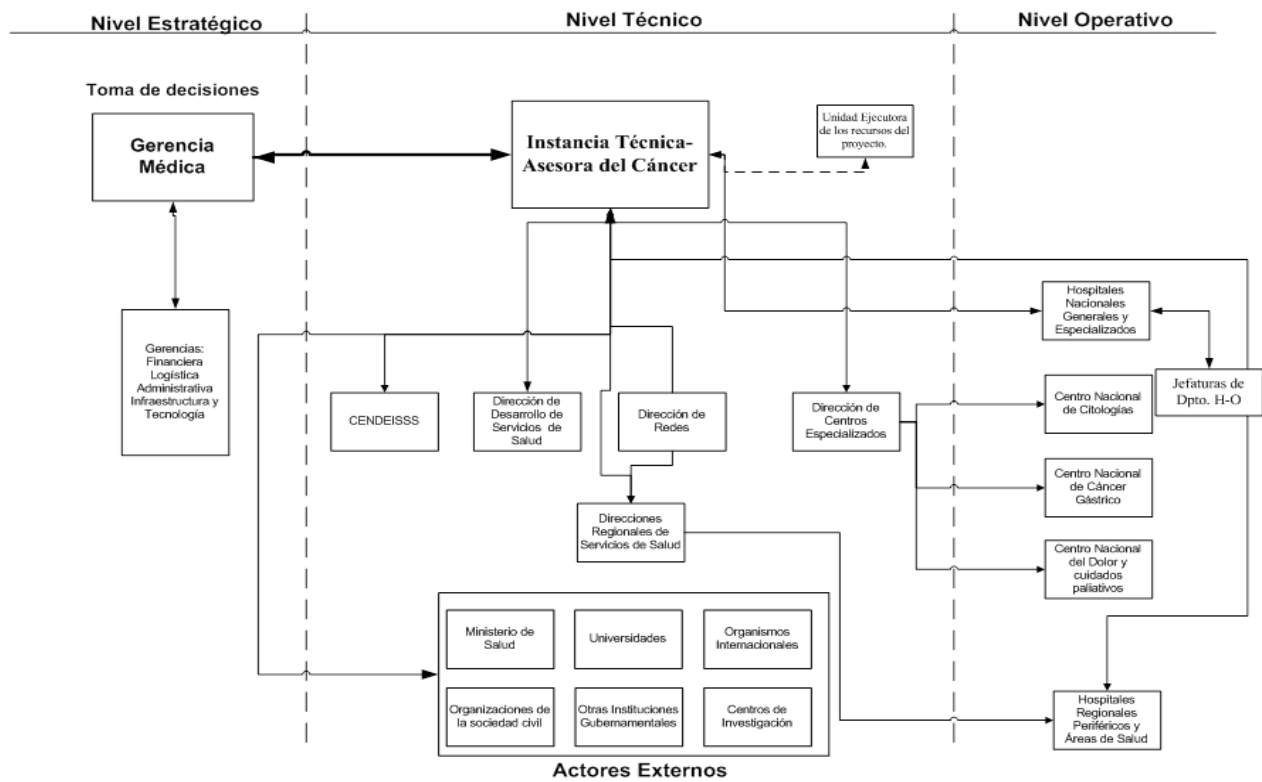 Nivel Estratégico
Nivel Técnico
Nivel Operativo
Toma de decisiones
Gerencia
Médica
Instancia Técnica-
Asesora del Cáncer
Unidad Ejecutora
de los recursos del
proyecto.
Gerencias:
Financiera
Logística
Administrativa
Infraestructura y
Tecnología
CENDEISSS
Dirección de
Desarrollo de
Servicios de
Salud
Dirección de
Redes
Dirección de
Centros
Especializados
Hospitales
Nacionales
Generales y
Especializados
Jefaturas de
Dpto. H-O
Centro Nacional
de Citologías
Centro Nacional
de Cáncer
Gástrico
Centro Nacional
del Dolor y
cuidados
paliativos
Direcciones
Regionales de
Servicios de Salud
Ministerio de
Salud
Universidades
Organismos
Internacionales
Organizaciones de
la sociedad civil
Otras Instituciones
Gubernamentales
Centros de
Investigación
Hospitales
Regionales
Periféricos y
Áreas de Salud
Actores Externos